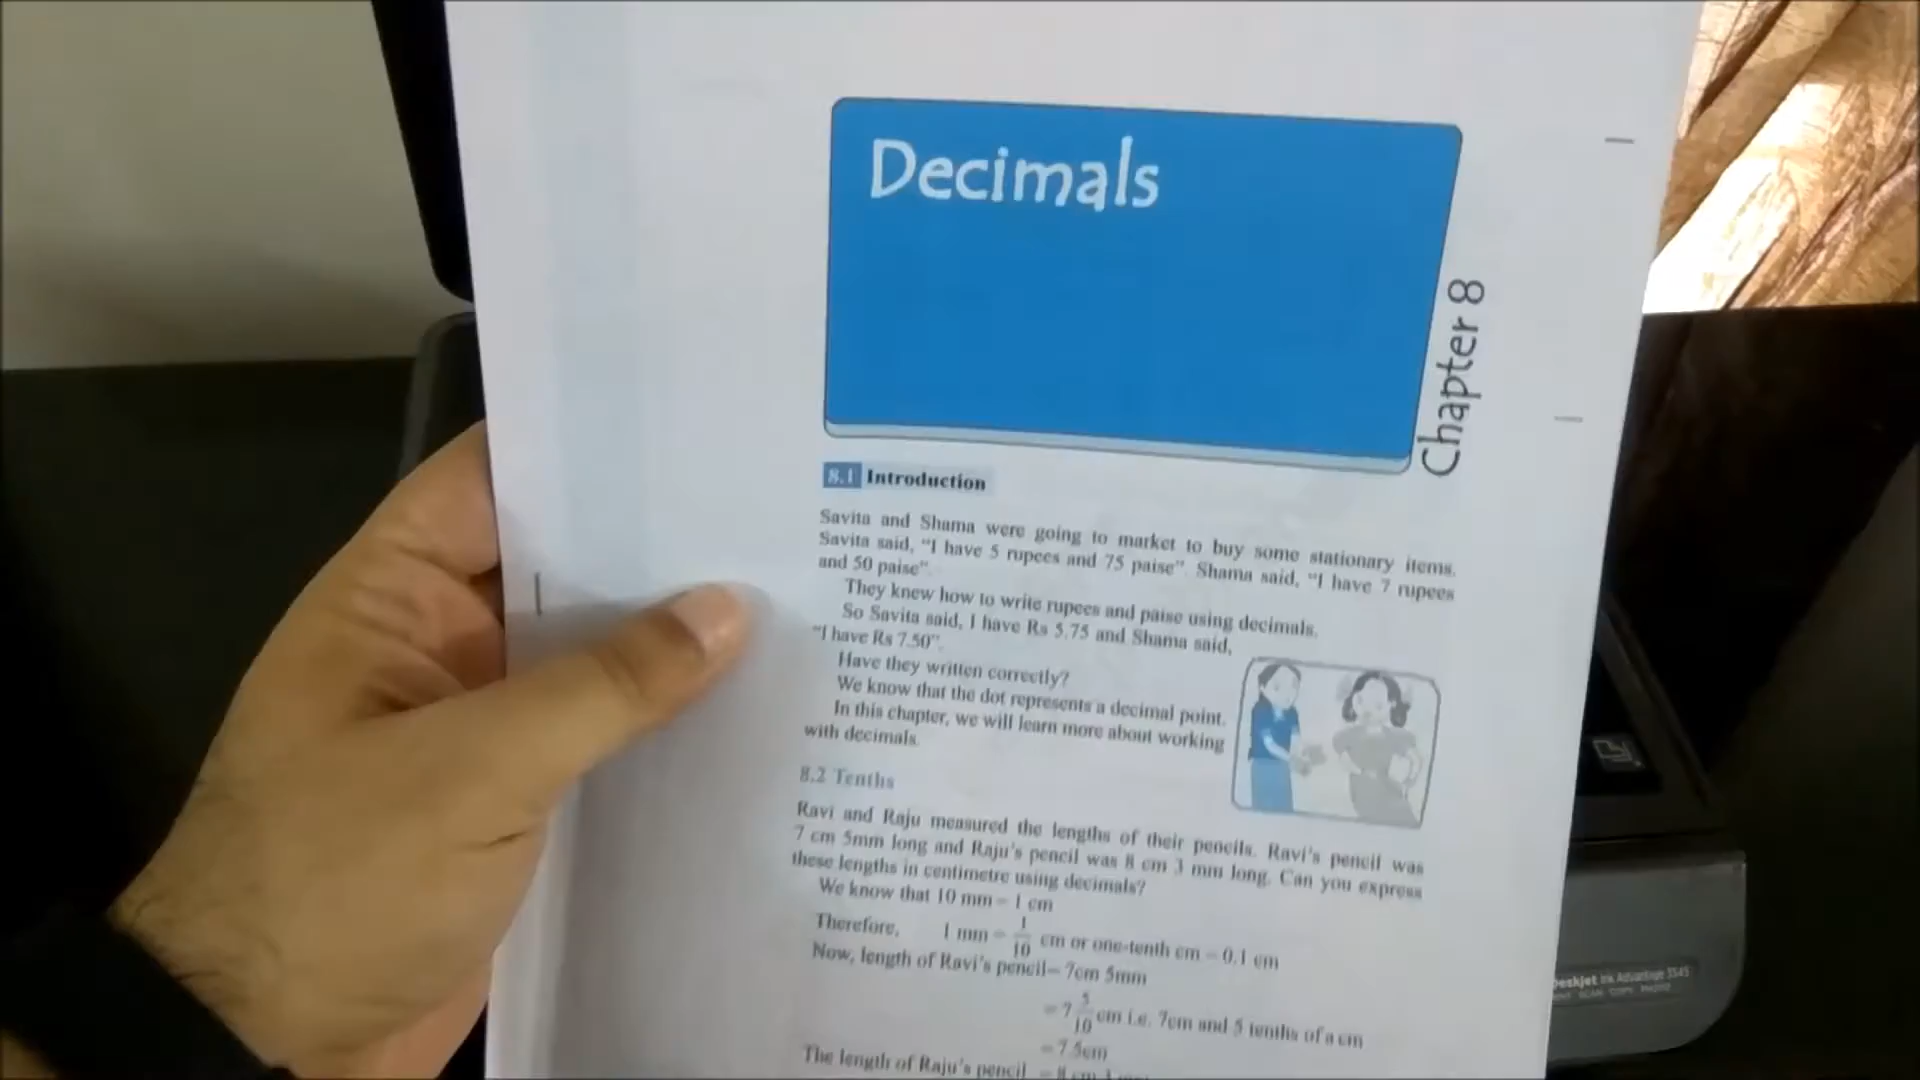 Decimals
Chapter 8
8.1 Introduction
Savita and Shama were going to market to buy some stationary items.
Savita said, “I have 5 rupees and 75 paise”. Shama said, “I have 7 rupees
and 50 paise”.
They knew how to write rupees and paise using decimals.
So Savita said, I have Rs 5.75 and Shama said,
“I have Rs 7.50”.
Have they written correctly?
We know that the dot represents a decimal point.
In this chapter, we will learn more about working
with decimals.
8.2 Tenths
Ravi and Raju measured the lengths of their pencils. Ravi's pencil was
7 cm 5mm long and Raju's pencil was 8 cm 3 mm long. Can you express
these lengths in centimetre using decimals?
We know that 10 mm = 1 cm
Therefore, 1 mm = 1/10 cm or one-tenth cm = 0.1 cm
Now, length of Ravi's pencil= 7cm 5mm
= 7 5/10 cm i.e. 7cm and 5 tenths of a cm
= 7.5cm
The length of Raju's pencil = 8 cm
Deskjet Ink Advantage 3545
PRINT SCAN COPY PHOTO